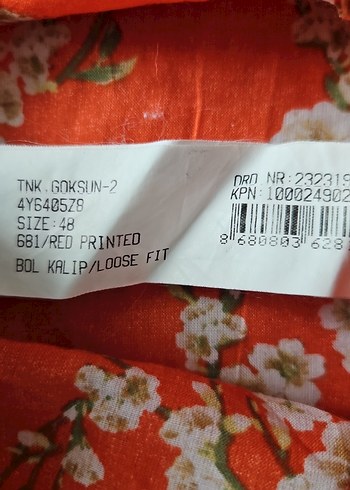 TNK.GOKSUN-2
4Y6405Z8
SIZE:48
681/RED PRINTED
BOL KALIP/LOOSE FIT
ORD NR:232319
KPN:100024902
8 680803 628